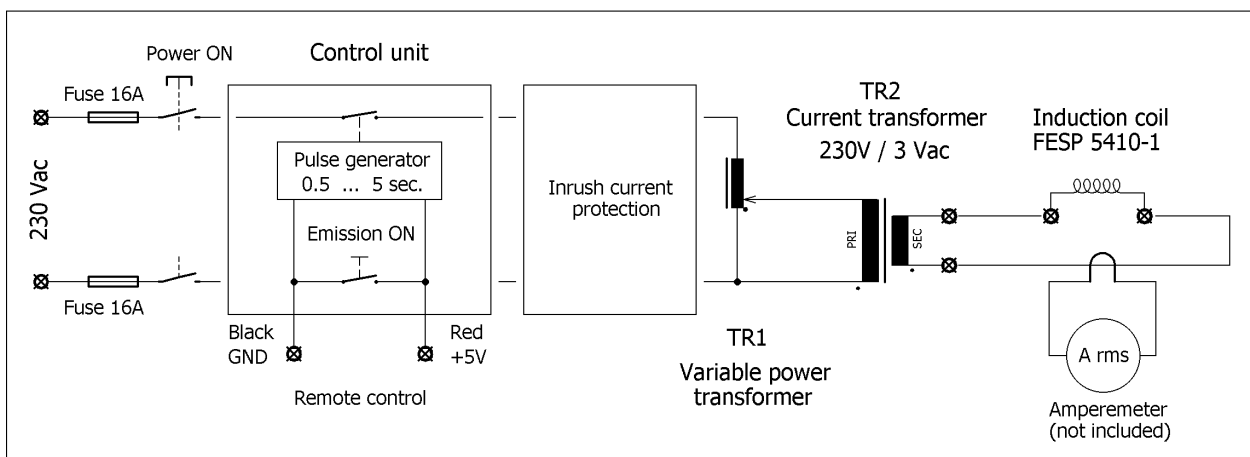 Power ON
Fuse 16A
230 Vac
Fuse 16A
Control unit
Pulse generator
0.5 ... 5 sec.
Emission ON
Black
GND
Red
+5V
Remote control
Inrush current
protection
TR1
Variable power
transformer
TR2
Current transformer
230V / 3 Vac
PRI
SEC
Induction coil
FESP 5410-1
A rms
Amperemeter
(not included)